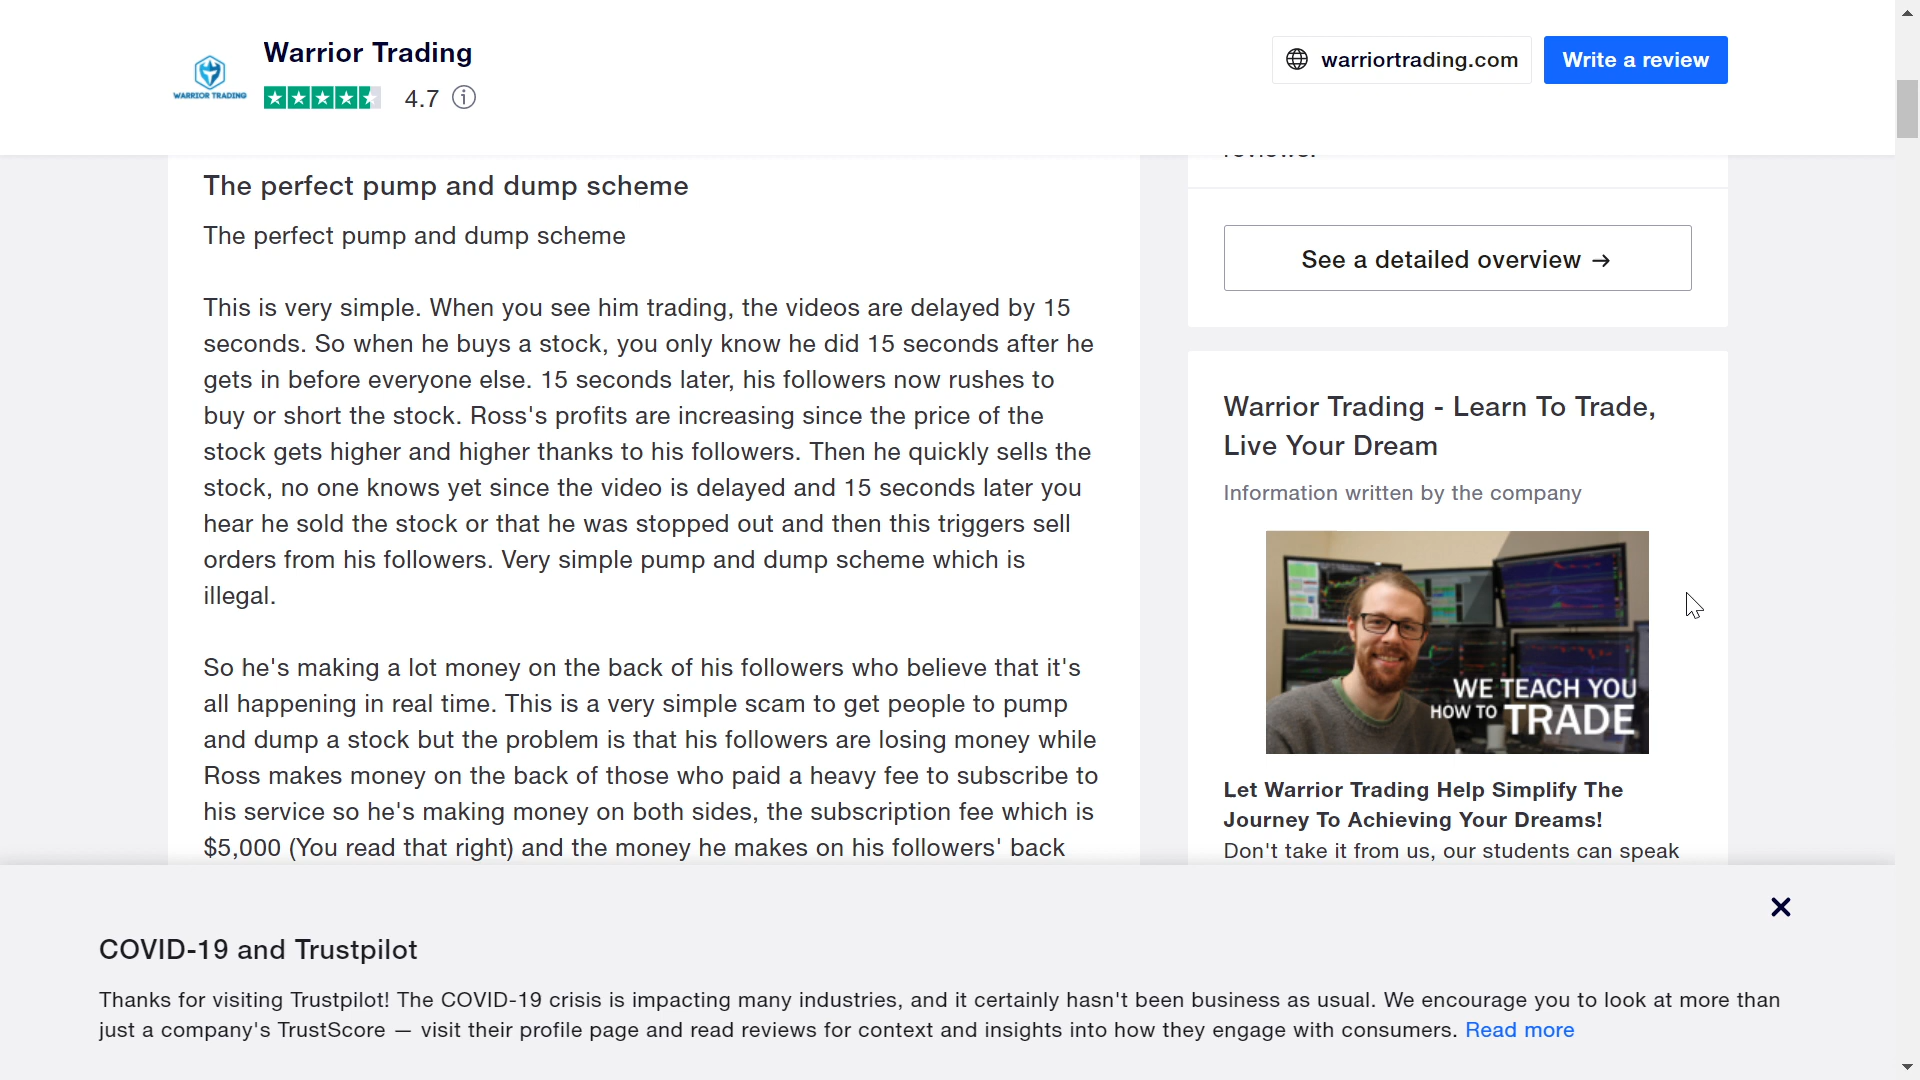 Warrior Trading
WARRIOR TRADING
4.7
warriortrading.com
Write a review
The perfect pump and dump scheme
The perfect pump and dump scheme
This is very simple. When you see him trading, the videos are delayed by 15
seconds. So when he buys a stock, you only know he did 15 seconds after he
gets in before everyone else. 15 seconds later, his followers now rushes to
buy or short the stock. Ross's profits are increasing since the price of the
stock gets higher and higher thanks to his followers. Then he quickly sells the
stock, no one knows yet since the video is delayed and 15 seconds later you
hear he sold the stock or that he was stopped out and then this triggers sell
orders from his followers. Very simple pump and dump scheme which is
illegal.
So he's making a lot money on the back of his followers who believe that it's
all happening in real time. This is a very simple scam to get people to pump
and dump a stock but the problem is that his followers are losing money while
Ross makes money on the back of those who paid a heavy fee to subscribe to
his service so he's making money on both sides, the subscription fee which is
$5,000 (You read that right) and the money he makes on his followers' back
See a detailed overview →
Warrior Trading - Learn To Trade,
Live Your Dream
Information written by the company
WE TEACH YOU
HOW TO TRADE
Let Warrior Trading Help Simplify The
Journey To Achieving Your Dreams!
Don't take it from us, our students can speak
COVID-19 and Trustpilot
Thanks for visiting Trustpilot! The COVID-19 crisis is impacting many industries, and it certainly hasn't been business as usual. We encourage you to look at more than
just a company's TrustScore — visit their profile page and read reviews for context and insights into how they engage with consumers. Read more